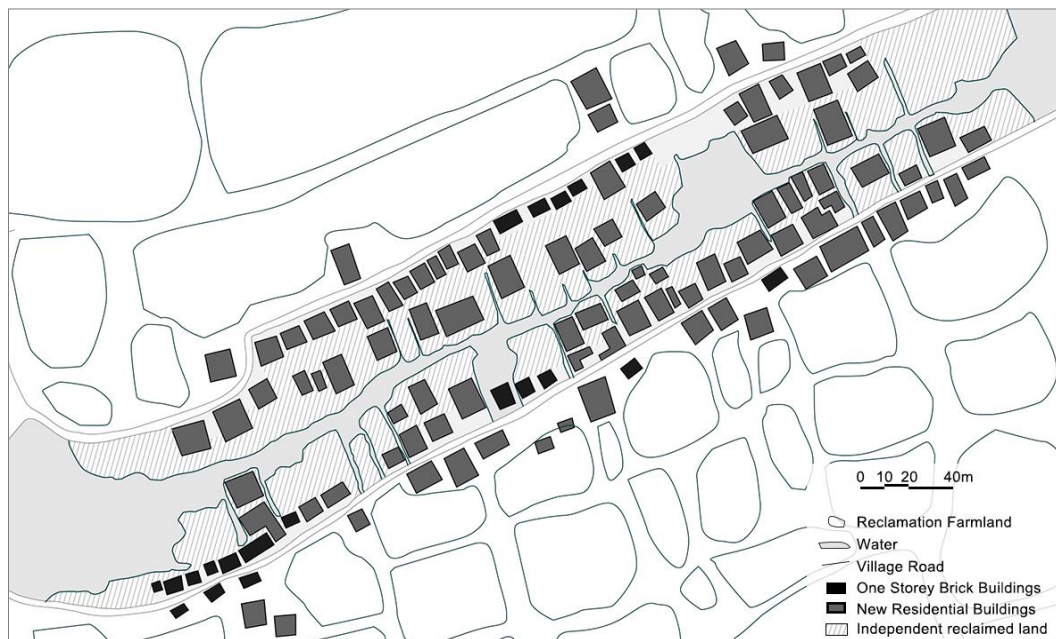 0 10 20 40m
Reclamation Farmland
Water
Village Road
One Storey Brick Buildings
New Residential Buildings
Independent reclaimed land